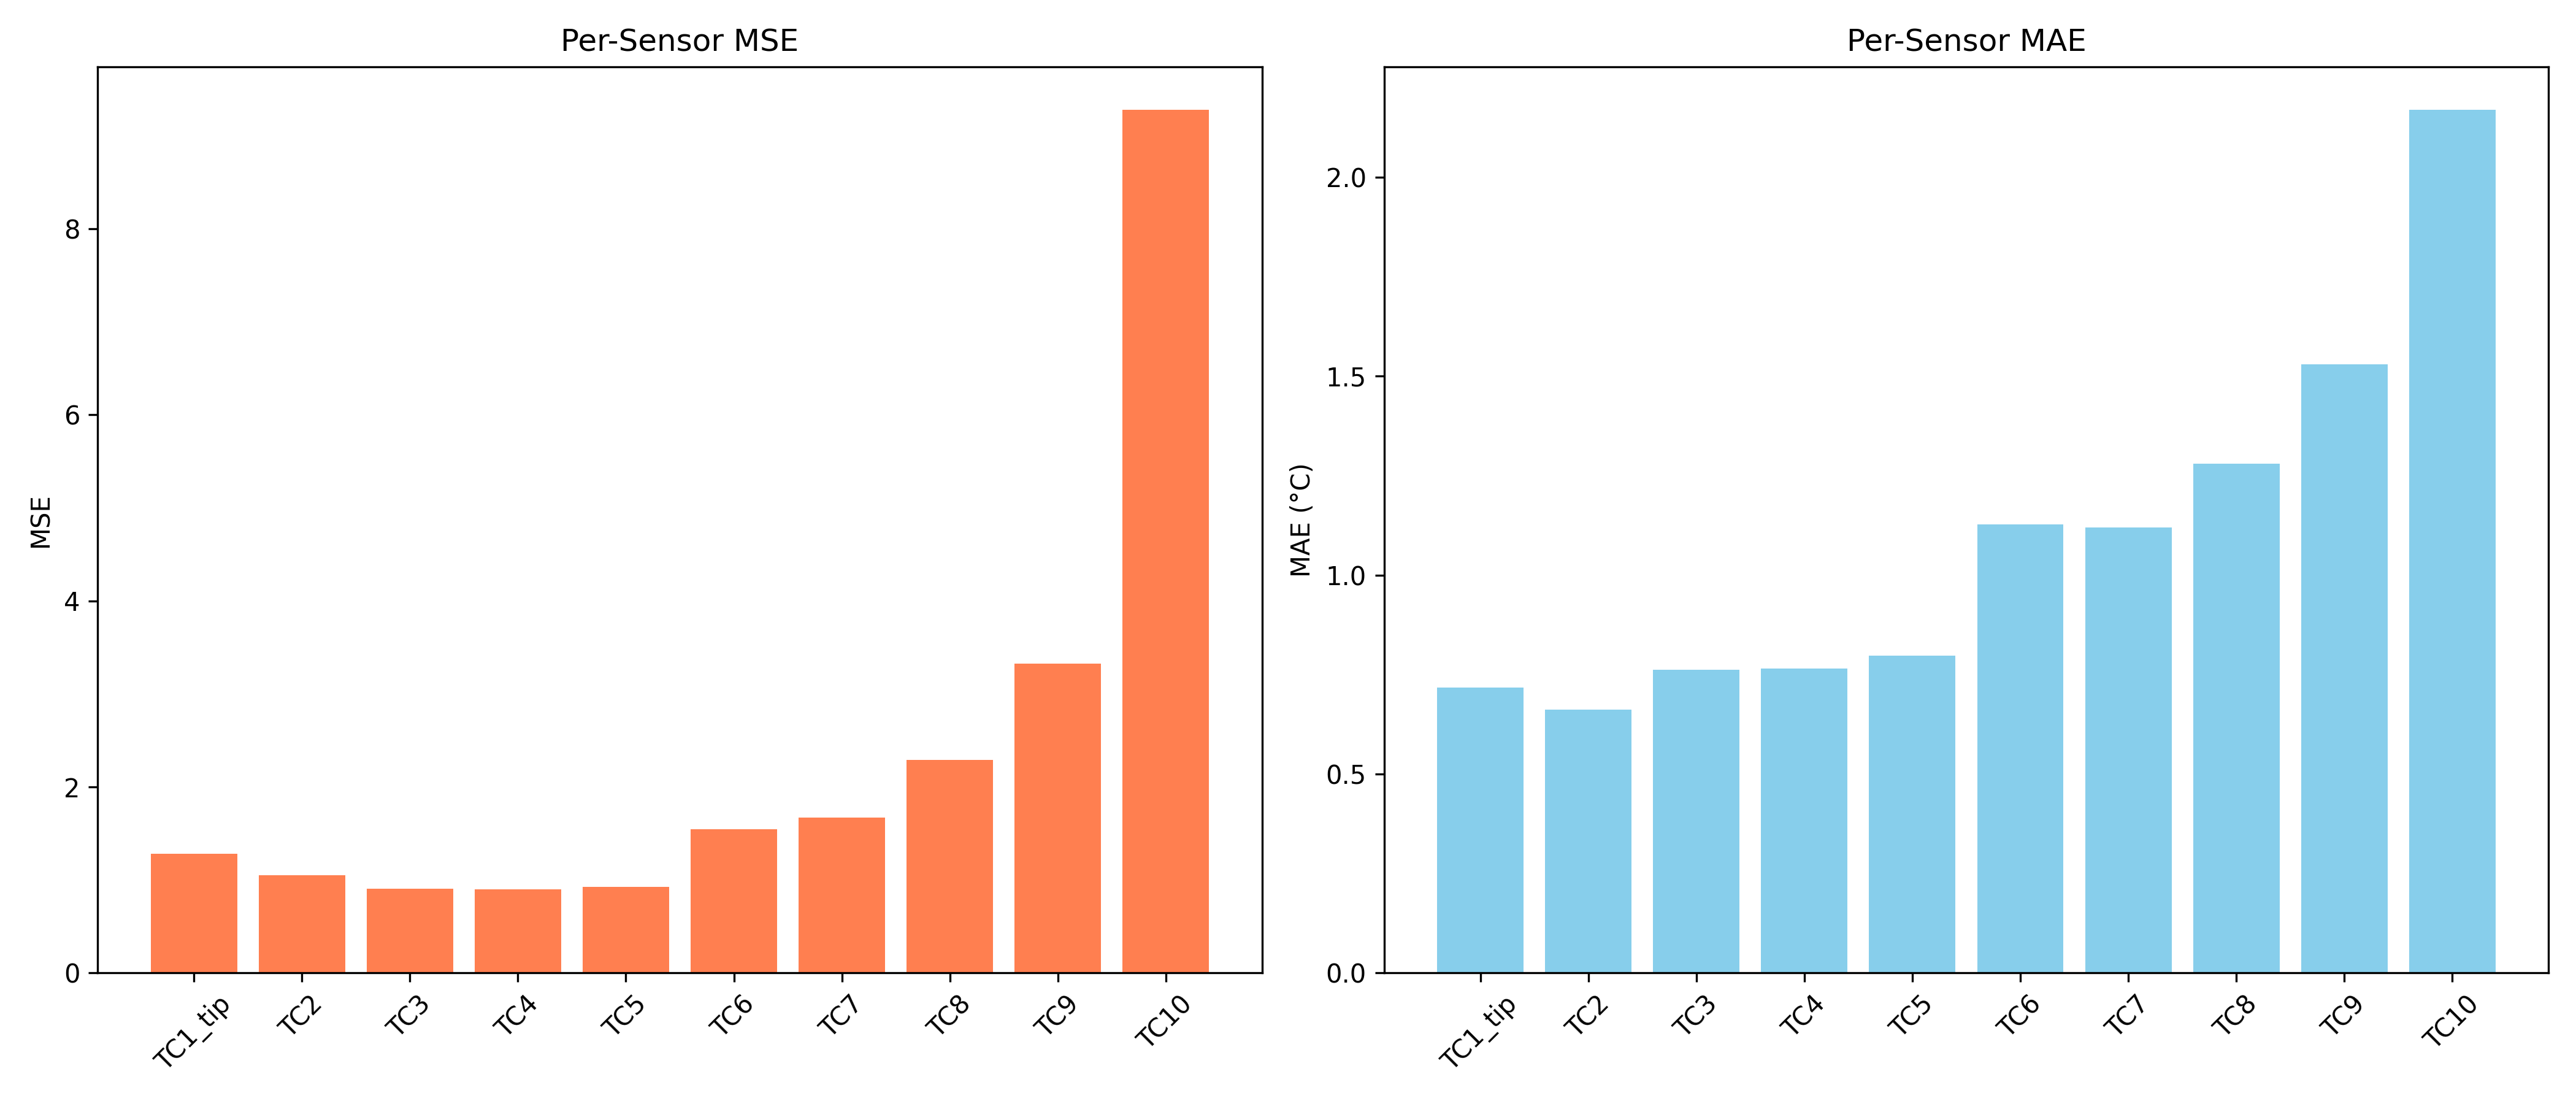 Per-Sensor MSE
MSE
8
6
4
2
0
TC1_tip
TC2
TC3
TC4
TC5
TC6
TC7
TC8
TC9
TC10
Per-Sensor MAE
MAE (°C)
2.0
1.5
1.0
0.5
0.0
TC1_tip
TC2
TC3
TC4
TC5
TC6
TC7
TC8
TC9
TC10